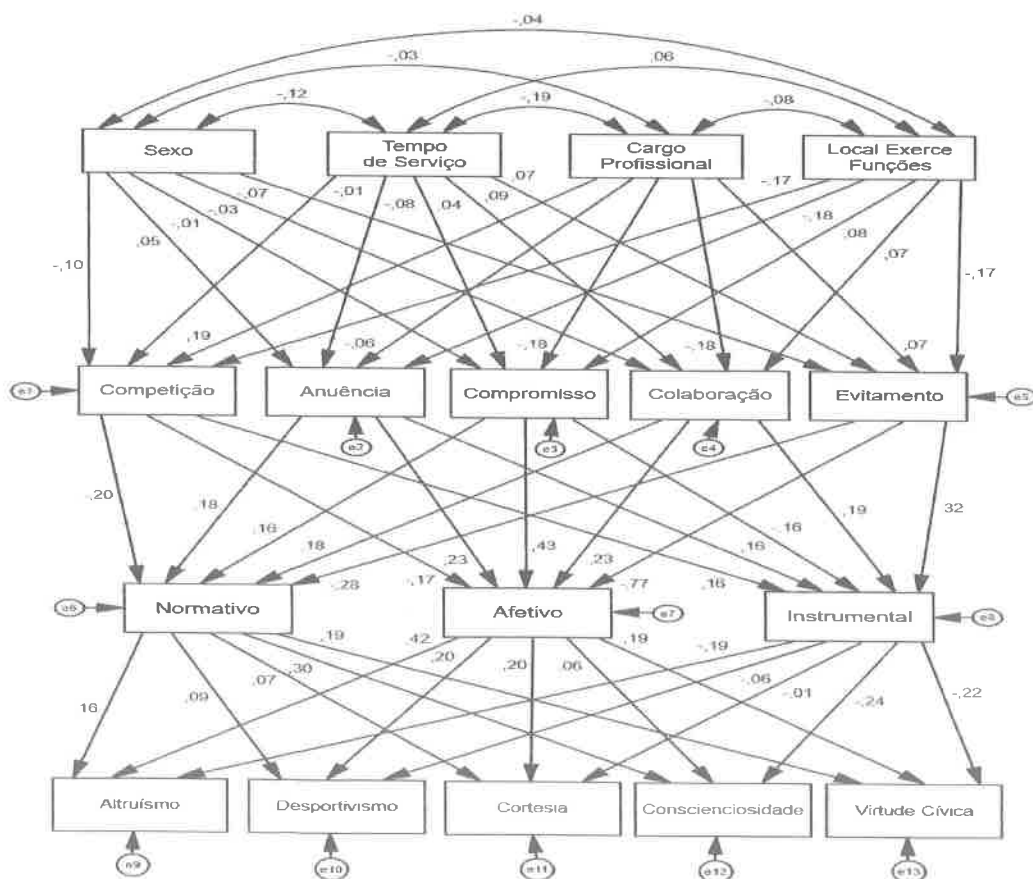 -,04
-,03
,06
-,12
-,19
-,08
Sexo
Tempo
de Serviço
Cargo
Profissional
Local Exerce
Funções
-,07
-,01
,07
-,17
-,03
-,08
,04
,09
-,18
-,01
,05
,08
,07
-,10
-,17
,19
-,06
-,18
-,18
,07
Competição
Anuência
Compromisso
Colaboração
Evitamento
e2
e3
e4
e5
-,20
,18
,16
,18
,43
,23
-,16
,19
32
,23
,16
-,28
-,17
-,77
,16
Normativo
Afetivo
Instrumental
e6
e7
e8
,19
,42
,19
-,19
,30
,20
,20
,06
-,06
,07
-,01
16
,09
-,24
-,22
Altruísmo
Desportivismo
Cortesia
Conscienciosidade
Virtude Cívica
e9
e10
e11
e12
e13